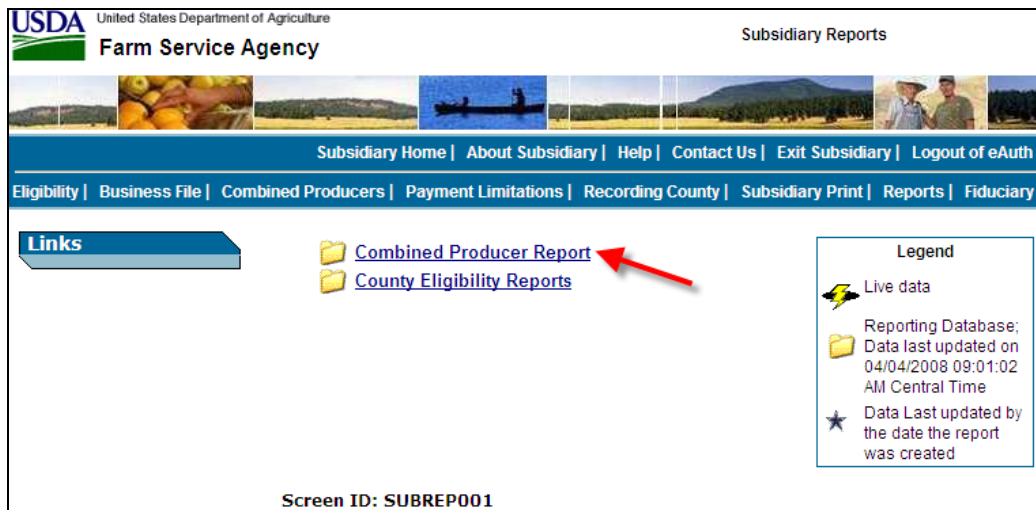 USDA
United States Department of Agriculture
Farm Service Agency
Subsidiary Reports
Subsidiary Home | About Subsidiary | Help | Contact Us | Exit Subsidiary | Logout of eAuth
Eligibility | Business File | Combined Producers | Payment Limitations | Recording County | Subsidiary Print | Reports | Fiduciary
Links
Combined Producer Report
County Eligibility Reports
Legend
Live data
Reporting Database;
Data last updated on
04/04/2008 09:01:02
AM Central Time
Data Last updated by
the date the report
was created
Screen ID: SUBREP001